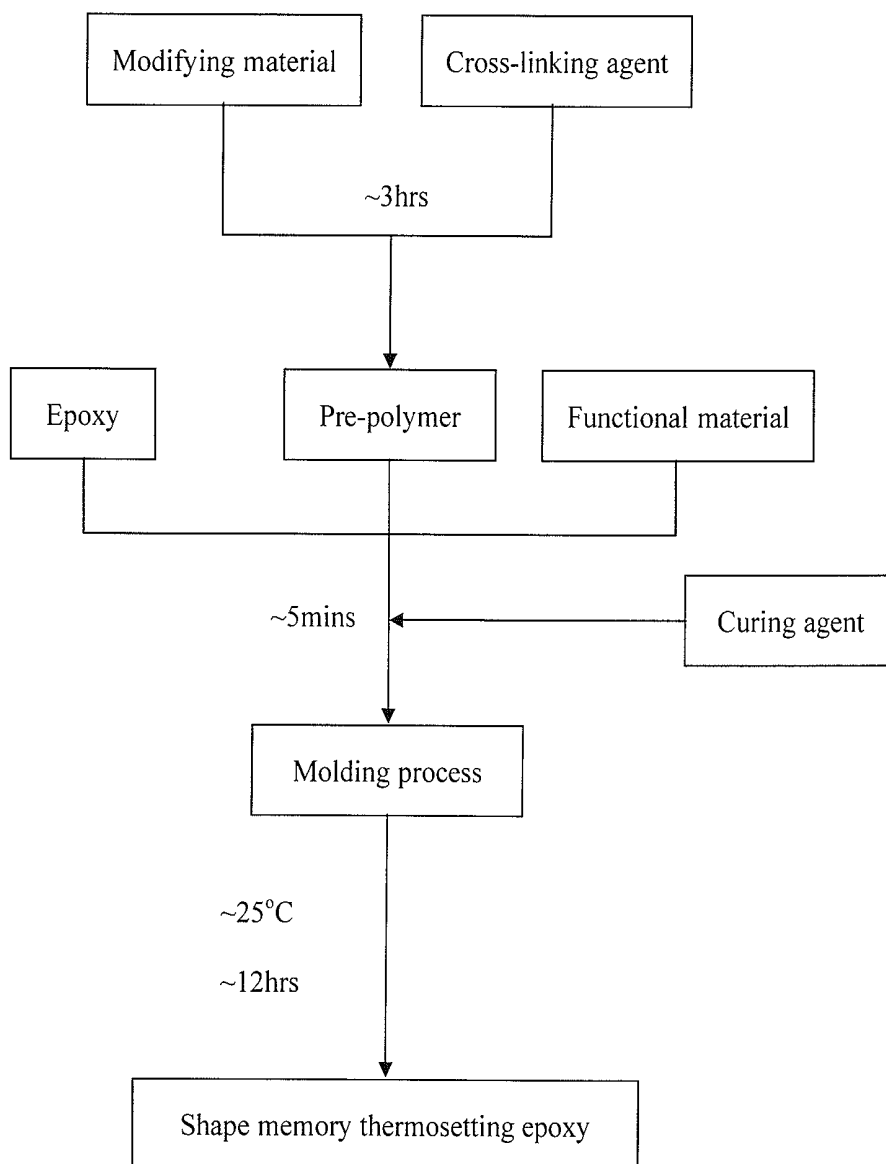 Modifying material
Cross-linking agent
~3hrs
Epoxy
Pre-polymer
Functional material
~5mins
Curing agent
Molding process
~25°C
~12hrs
Shape memory thermosetting epoxy